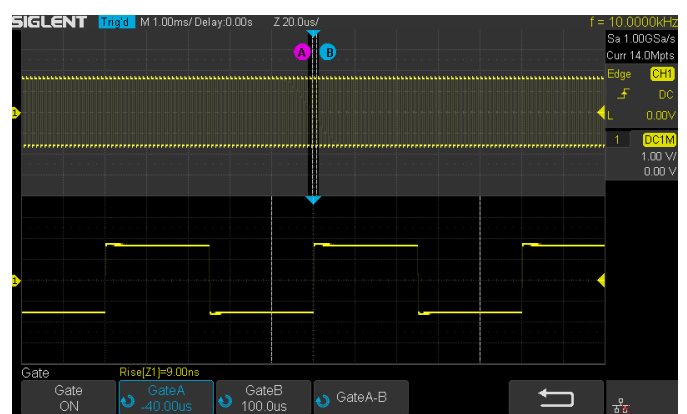 SIGLENT Trig'd M 1.00ms/ Delay:0.00s Z 20.0us/ f = 10.0000kHz
Sa 1.00GSa/s
Curr 14.0Mpts
A B
Edge CH1
DC
L 0.00V
1 DC1M
1.00 V/
0.00 V
1
1
Gate Rise[Z1]=9.00ns
Gate GateA GateB GateA-B
ON -40.00us 100.0us